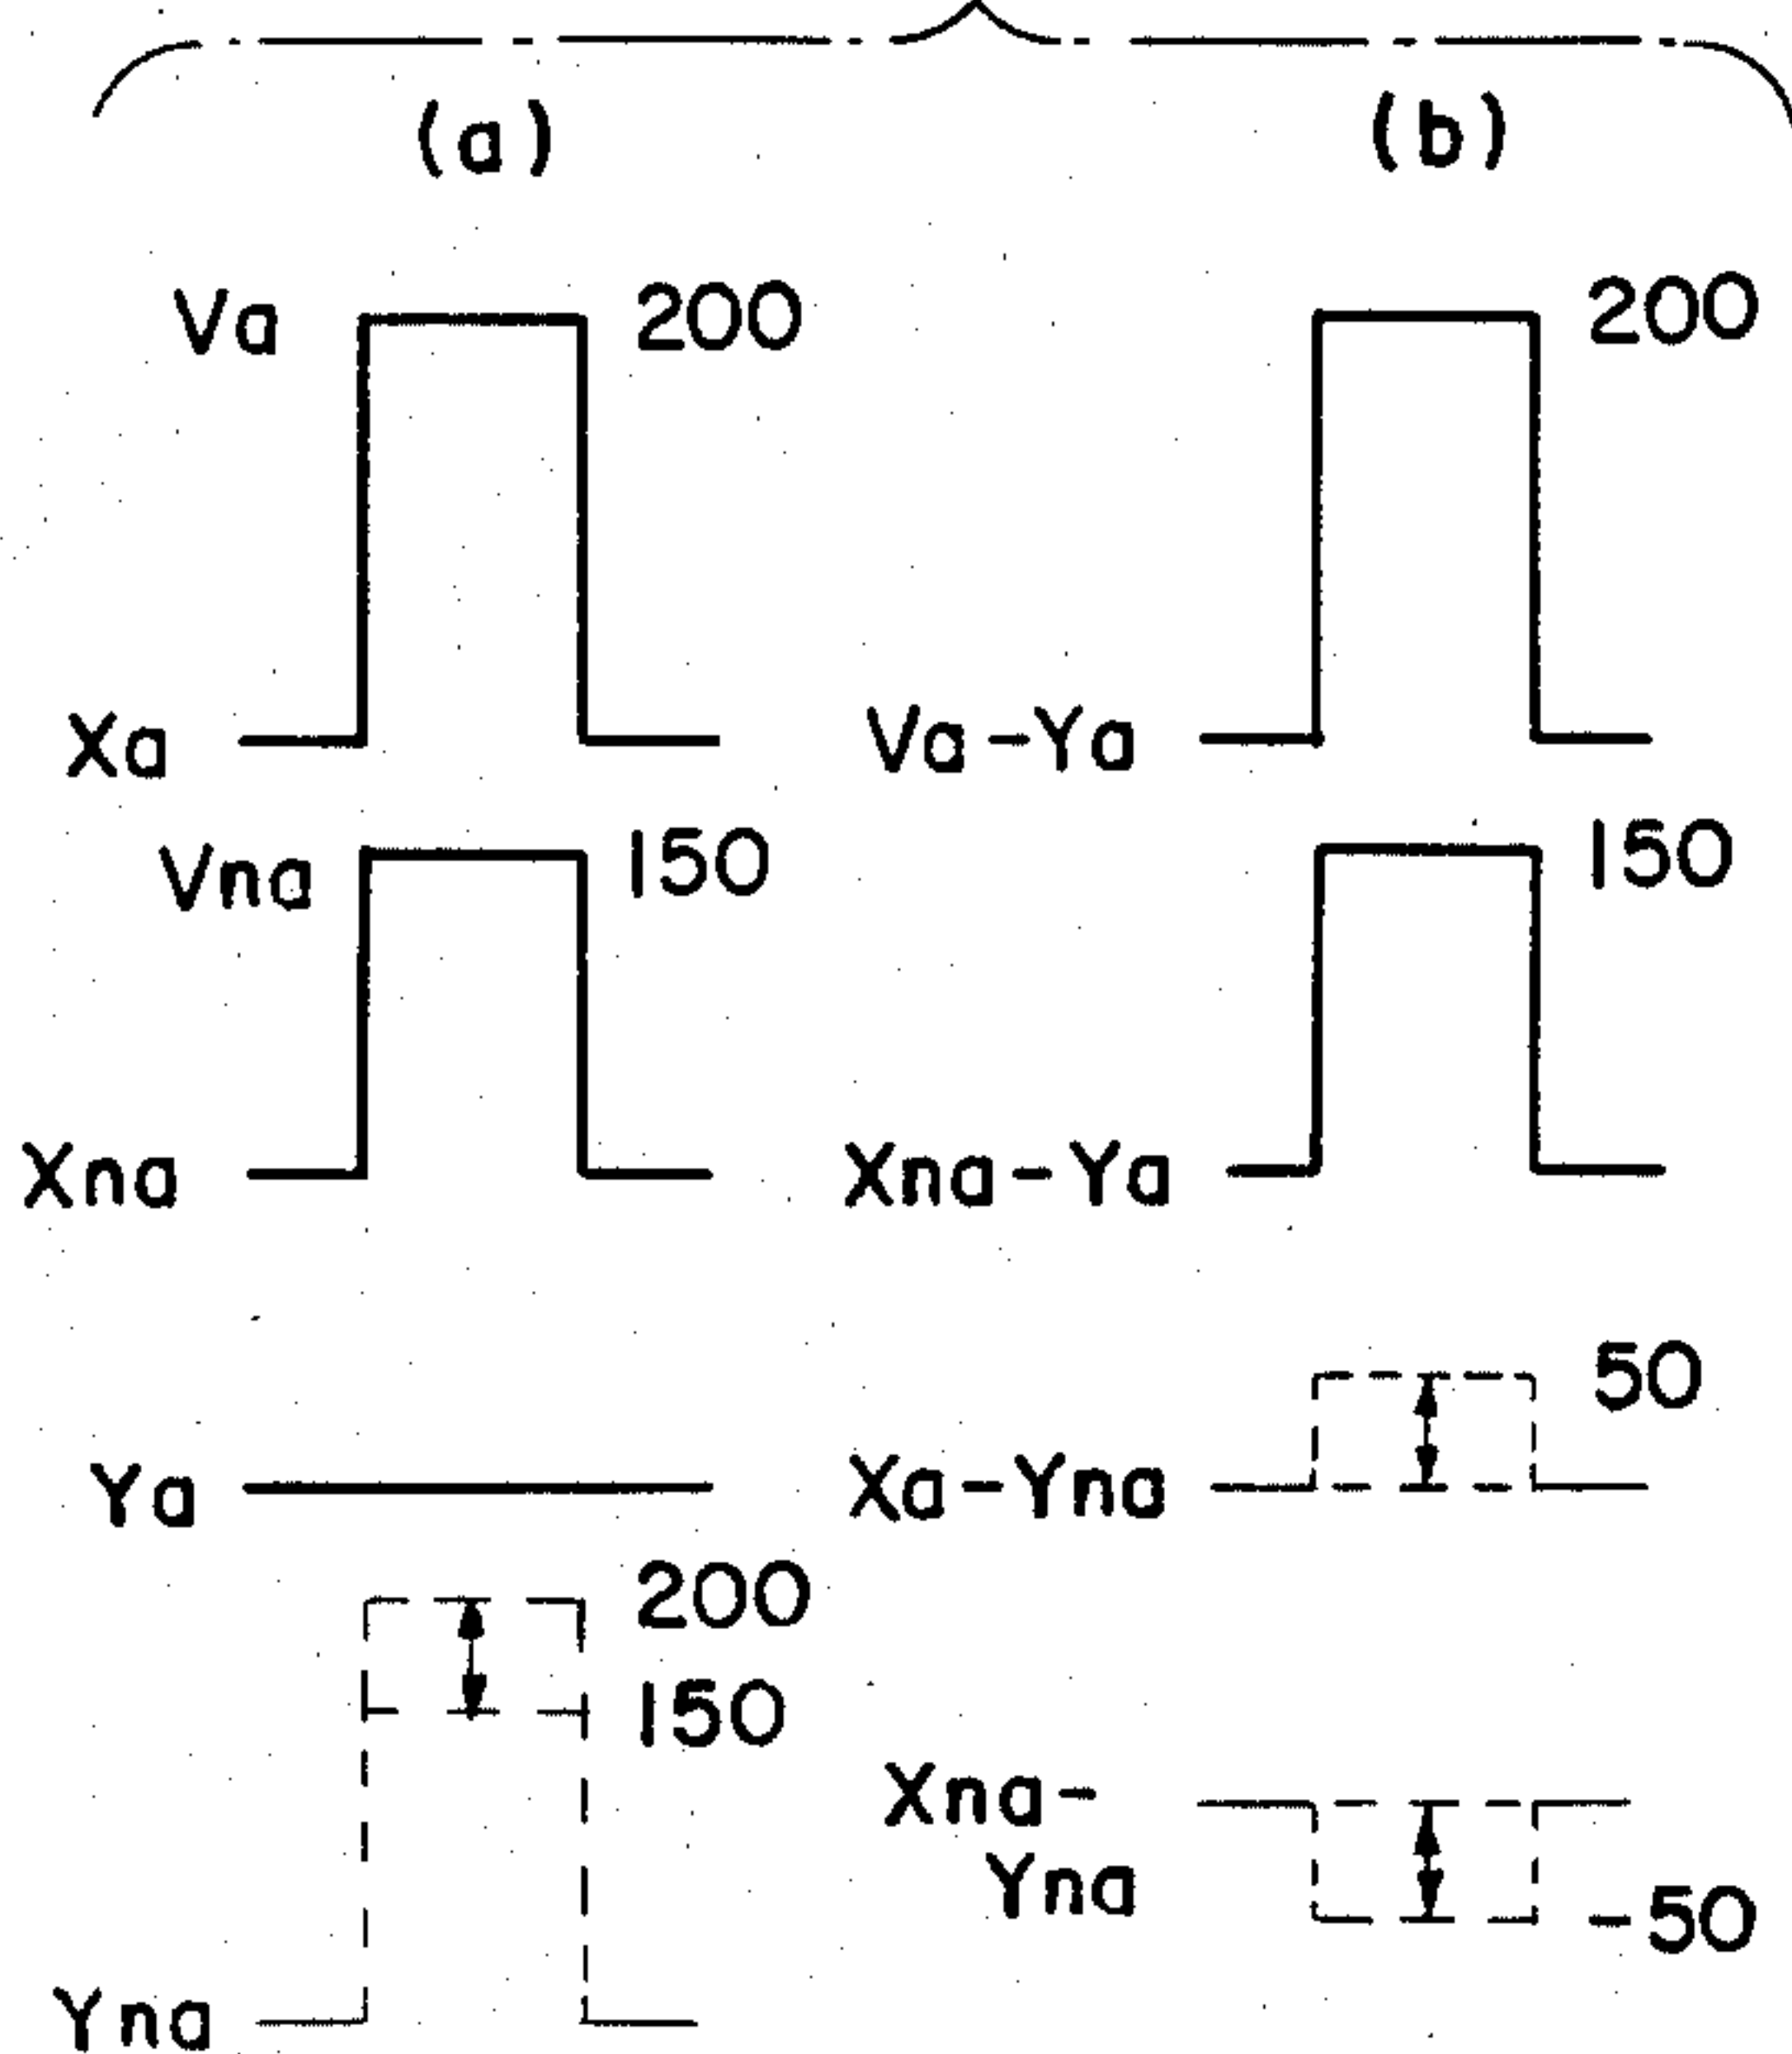 (a) (b)
Va 200 200
Xa Va-Ya
Vna 150 150
Xna Xna-Ya
50
Ya Xa-Yna
200
150
Xna-
Yna
-50
Yna